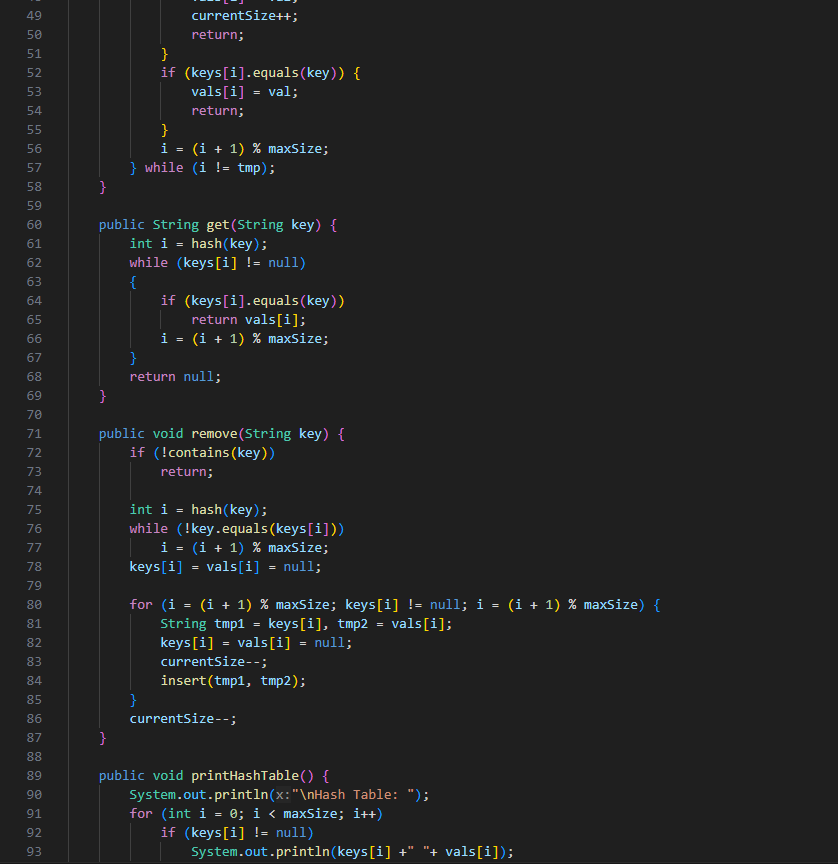 49 currentSize++;
50 return;
51 }
52 if (keys[i].equals(key)) {
53 vals[i] = val;
54 return;
55 }
56 i = (i + 1) % maxSize;
57 } while (i != tmp);
58 }
59
60 public String get(String key) {
61 int i = hash(key);
62 while (keys[i] != null)
63 {
64 if (keys[i].equals(key))
65 return vals[i];
66 i = (i + 1) % maxSize;
67 }
68 return null;
69 }
70
71 public void remove(String key) {
72 if (!contains(key))
73 return;
74
75 int i = hash(key);
76 while (!key.equals(keys[i]))
77 i = (i + 1) % maxSize;
78 keys[i] = vals[i] = null;
79
80 for (i = (i + 1) % maxSize; keys[i] != null; i = (i + 1) % maxSize) {
81 String tmp1 = keys[i], tmp2 = vals[i];
82 keys[i] = vals[i] = null;
83 currentSize--;
84 insert(tmp1, tmp2);
85 }
86 currentSize--;
87 }
88
89 public void printHashTable() {
90 System.out.println(x:"\nHash Table: ");
91 for (int i = 0; i < maxSize; i++)
92 if (keys[i] != null)
93 System.out.println(keys[i] +" "+ vals[i]);